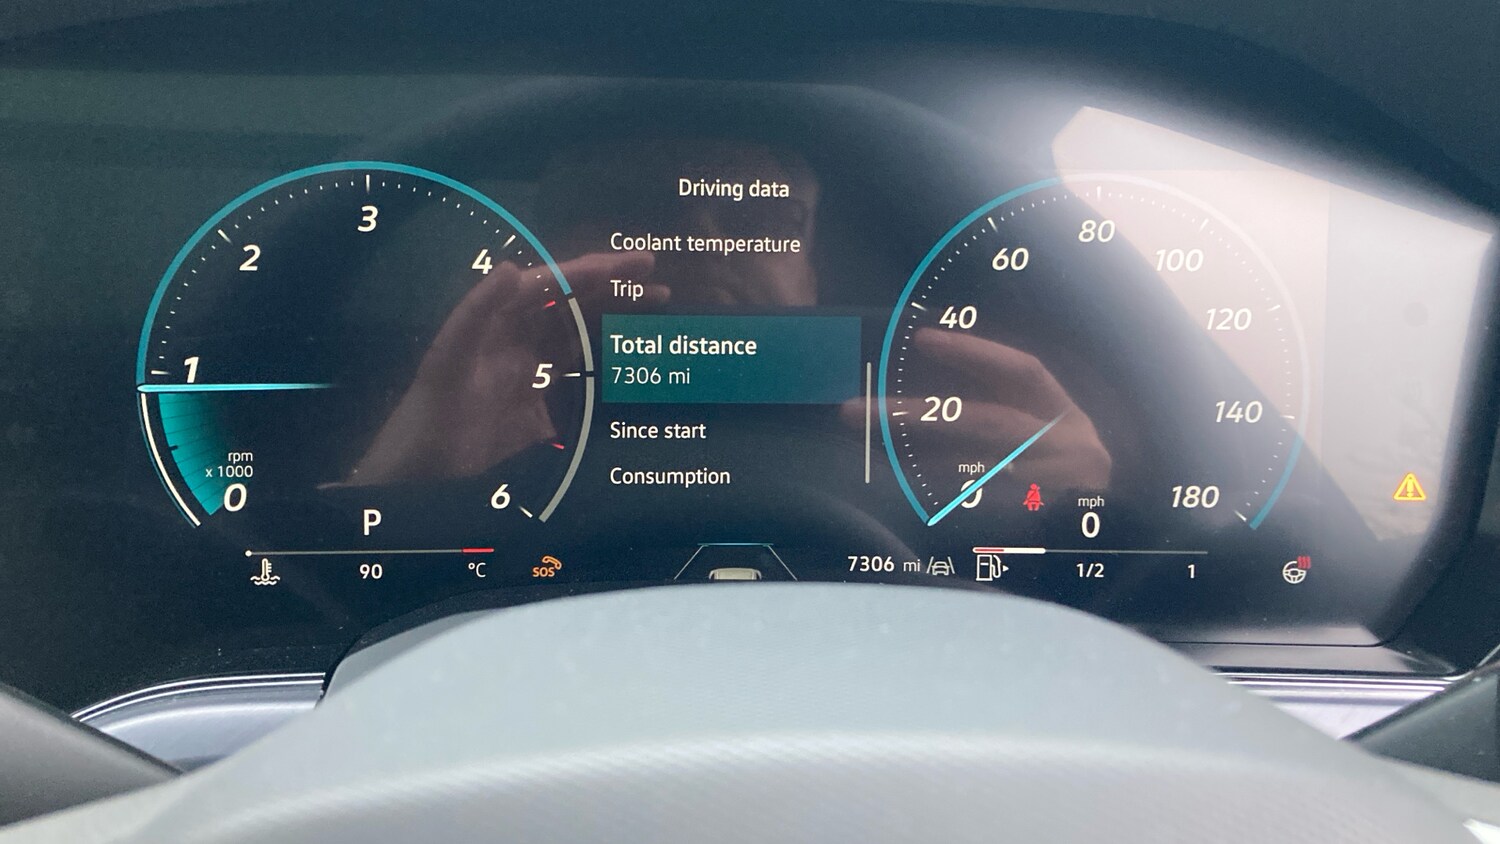 Driving data
Coolant temperature
Trip
Total distance
7306 mi
Since start
Consumption
0
1
2
3
4
5
6
rpm
x 1000
P
90
°C
SOS
7306 mi
0
20
40
60
80
100
120
140
180
mph
mph
0
1/2
1